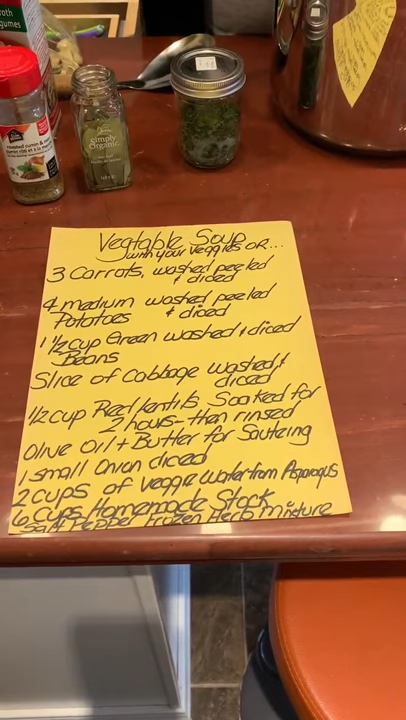 roth
gumes
simply
Organic
Vegtable Soup
with your veggies OR...
3 Carrots, washed peeled
& diced
4 medium washed peeled
Potatoes & diced
1 1/2 cup Green washed & diced
Beans
Slice of Cabbage washed &
diced
1/2 cup Red lentils Soaked for
2 hours-then rinsed
Olive Oil + Butter for Sauteing
1 small Onion diced
2 cups of Veggie Water from Asparagus
6 cups Homemade Stock
Salt Pepper Frozen Herb Mixture